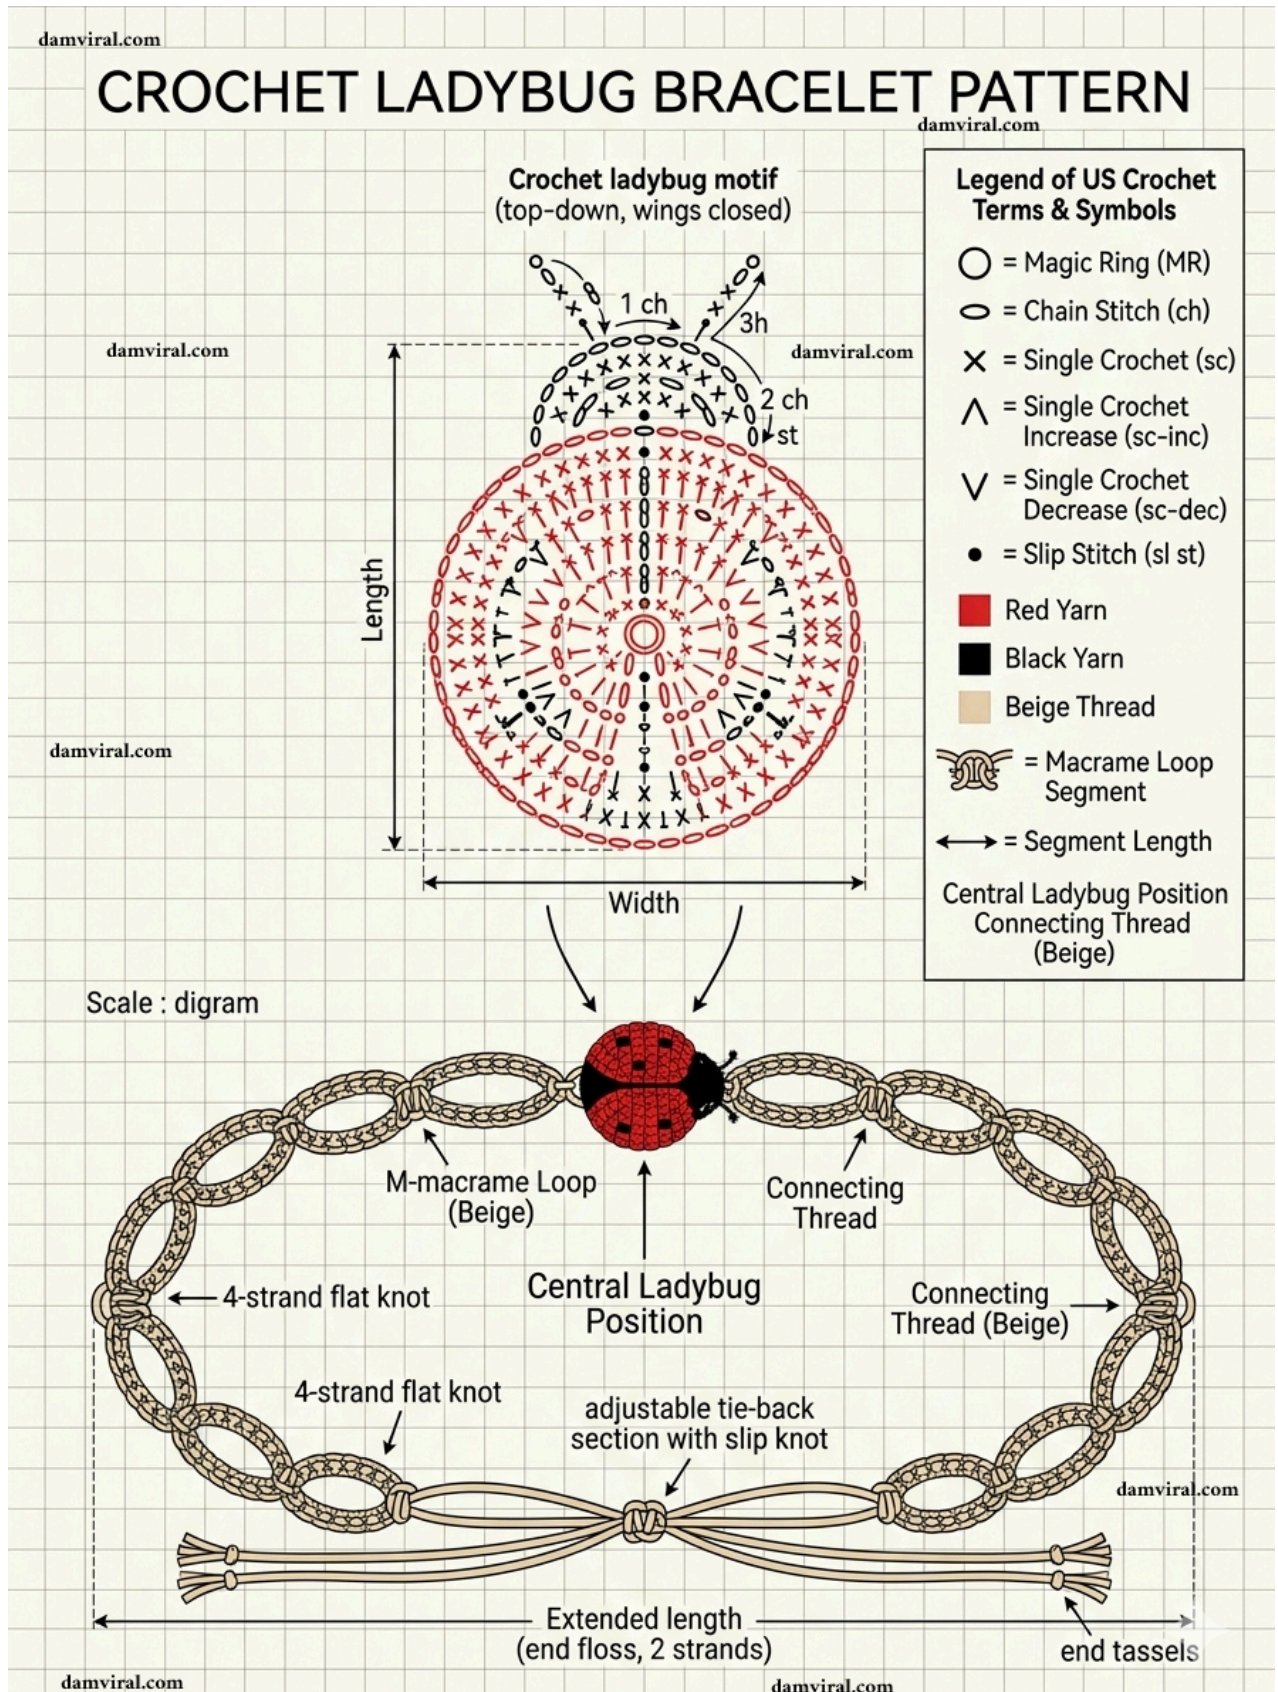 damviral.com
CROCHET LADYBUG BRACELET PATTERN
damviral.com
Crochet ladybug motif
(top-down, wings closed)
1 ch
3h
2 ch
st
damviral.com
damviral.com
Length
damviral.com
Width
Legend of US Crochet
Terms & Symbols
= Magic Ring (MR)
= Chain Stitch (ch)
= Single Crochet (sc)
= Single Crochet
Increase (sc-inc)
= Single Crochet
Decrease (sc-dec)
= Slip Stitch (sl st)
Red Yarn
Black Yarn
Beige Thread
= Macrame Loop
Segment
= Segment Length
Central Ladybug Position
Connecting Thread
(Beige)
Scale : digram
M-macrame Loop
(Beige)
Connecting
Thread
Central Ladybug
Position
4-strand flat knot
Connecting
Thread (Beige)
4-strand flat knot
adjustable tie-back
section with slip knot
damviral.com
Extended length
(end floss, 2 strands)
end tassels
damviral.com
damviral.com